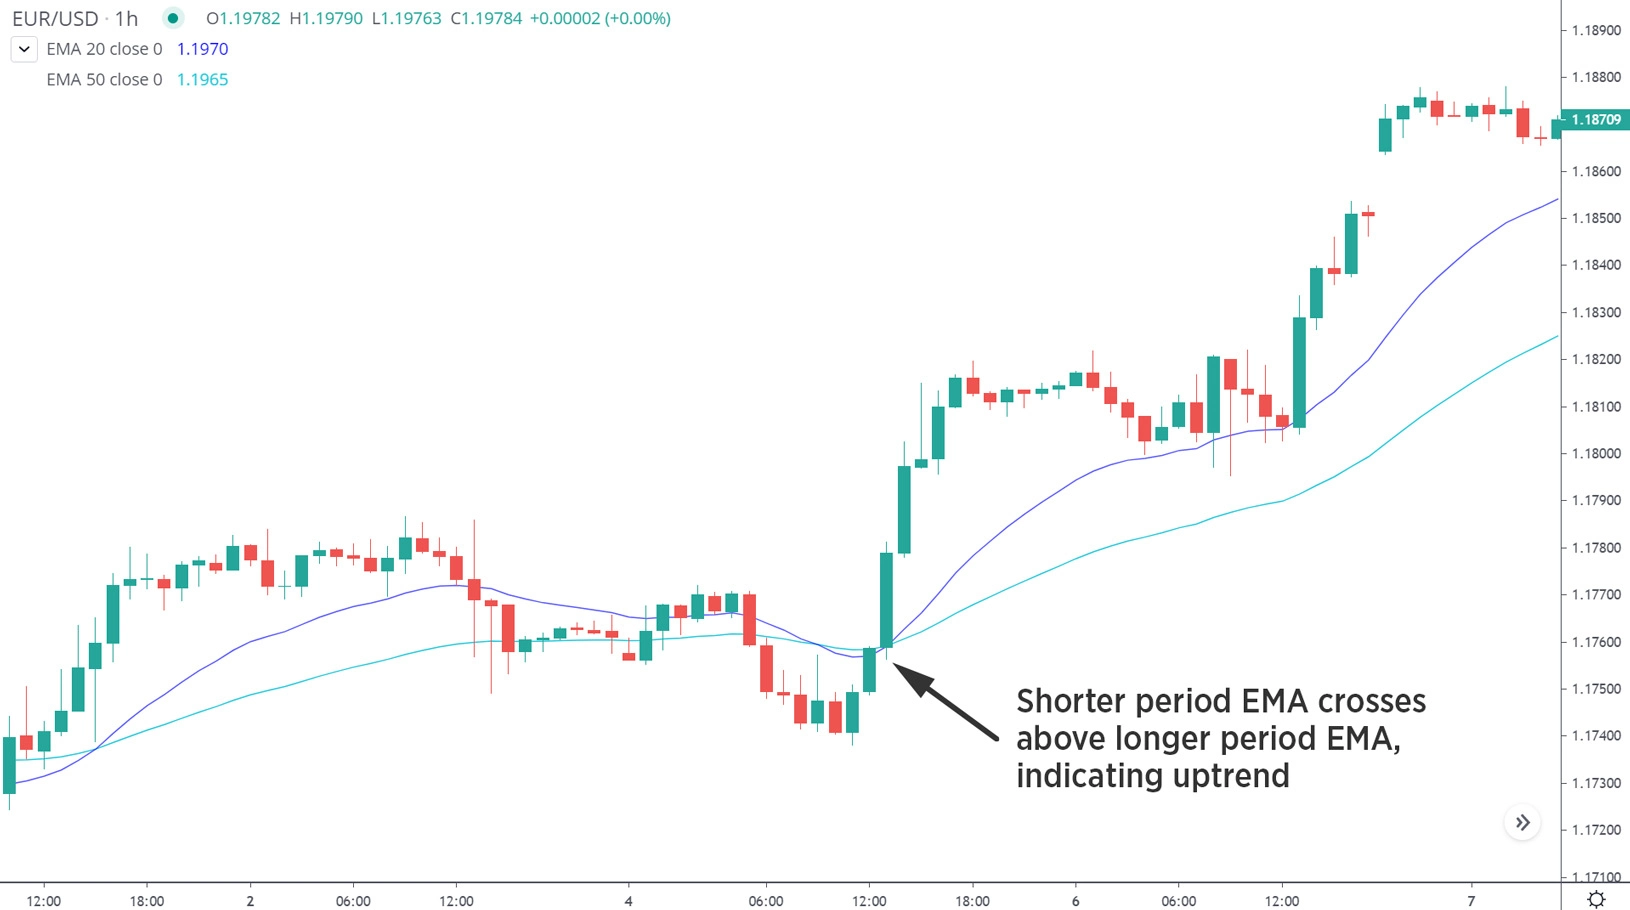 EUR/USD · 1h O1.19782 H1.19790 L1.19763 C1.19784 +0.00002 (+0.00%)
EMA 20 close 0 1.1970
EMA 50 close 0 1.1965
1.18900
1.18800
1.18709
1.18600
1.18500
1.18400
1.18300
1.18200
1.18100
1.18000
1.17900
1.17800
1.17700
1.17600
1.17500
1.17400
1.17300
1.17200
1.17100
Shorter period EMA crosses
above longer period EMA,
indicating uptrend
12:00 18:00 2 06:00 12:00 4 06:00 12:00 18:00 6 06:00 12:00 7